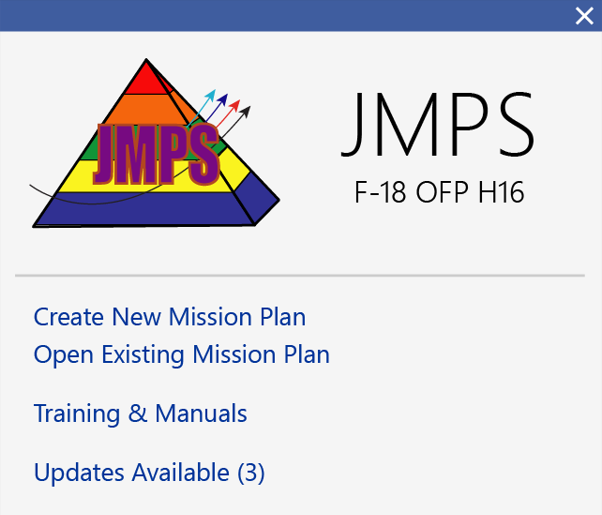 JMPS
JMPS
F-18 OFP H16
Create New Mission Plan
Open Existing Mission Plan
Training & Manuals
Updates Available (3)